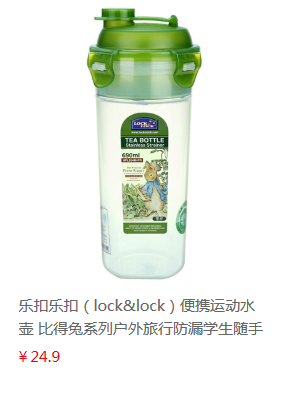 LOCK
LOCK
TEA BOTTLE
Stainless Strainer
690ml
乐扣乐扣（lock&lock）便携运动水
壶 比得兔系列户外旅行防漏学生随手
¥24.9